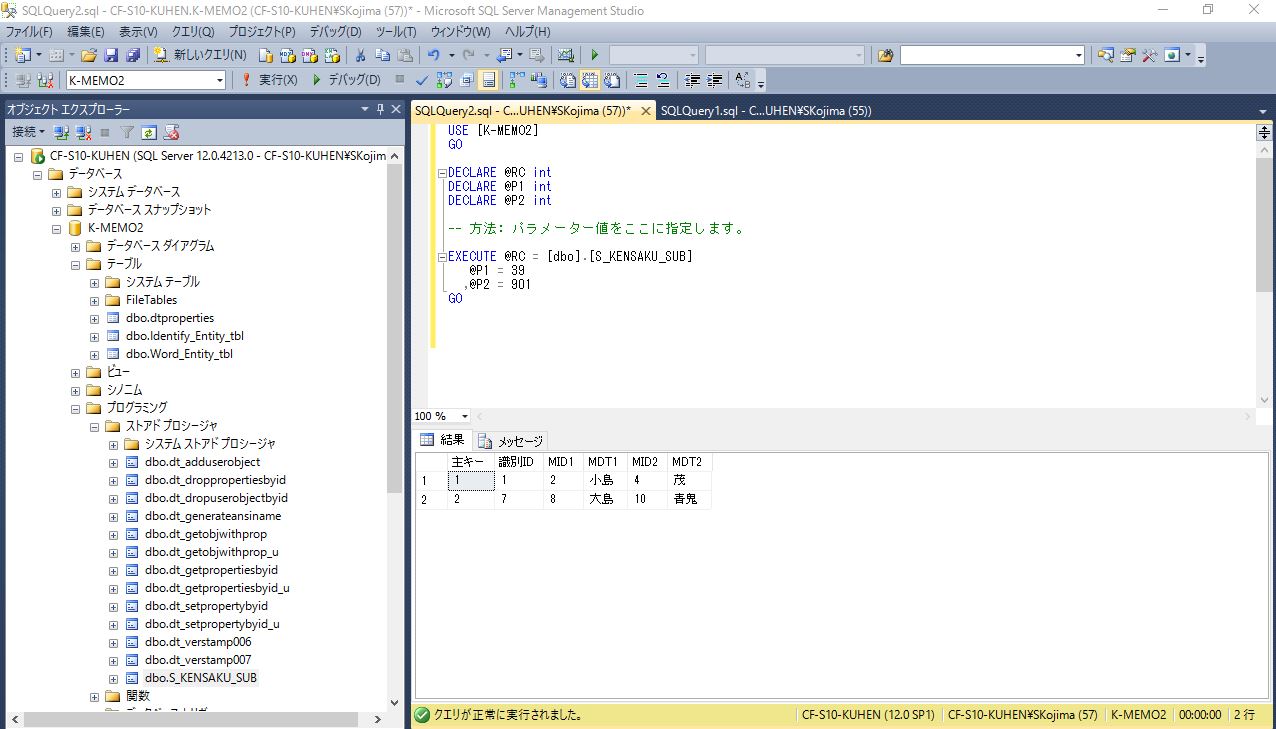 SQLQuery2.sql - CF-S10-KUHEN.K-MEMO2 (CF-S10-KUHEN¥SKojima (57))* - Microsoft SQL Server Management Studio
ファイル(F) 編集(E) 表示(V) クエリ(Q) プロジェクト(P) デバッグ(D) ツール(T) ウィンドウ(W) ヘルプ(H)
新しいクエリ(N)
K-MEMO2 実行(X) デバッグ(D)
オブジェクト エクスプローラー
接続
CF-S10-KUHEN (SQL Server 12.0.4213.0 - CF-S10-KUHEN¥SKojim
データベース
システム データベース
データベース スナップショット
K-MEMO2
データベース ダイアグラム
テーブル
システム テーブル
FileTables
dbo.dtproperties
dbo.Identify_Entity_tbl
dbo.Word_Entity_tbl
ビュー
シノニム
プログラミング
ストアド プロシージャ
システム ストアド プロシージャ
dbo.dt_adduserobject
dbo.dt_droppropertiesbyid
dbo.dt_dropuserobjectbyid
dbo.dt_generateansiname
dbo.dt_getobjwithprop
dbo.dt_getobjwithprop_u
dbo.dt_getpropertiesbyid
dbo.dt_getpropertiesbyid_u
dbo.dt_setpropertybyid
dbo.dt_setpropertybyid_u
dbo.dt_verstamp006
dbo.dt_verstamp007
dbo.S_KENSAKU_SUB
関数
SQLQuery2.sql - C...UHEN¥SKojima (57))* SQLQuery1.sql - C...UHEN¥SKojima (55))
USE [K-MEMO2]
GO
DECLARE @RC int
DECLARE @P1 int
DECLARE @P2 int
-- 方法: パラメーター値をここに指定します。
EXECUTE @RC = [dbo].[S_KENSAKU_SUB]
@P1 = 39
,@P2 = 901
GO
100 %
結果 メッセージ
主キー 識別ID MID1 MDT1 MID2 MDT2
1 1 1 2 小島 4 茂
2 2 7 8 大島 10 青鬼
クエリが正常に実行されました。 CF-S10-KUHEN (12.0 SP1) CF-S10-KUHEN¥SKojima (57) K-MEMO2 00:00:00 2 行